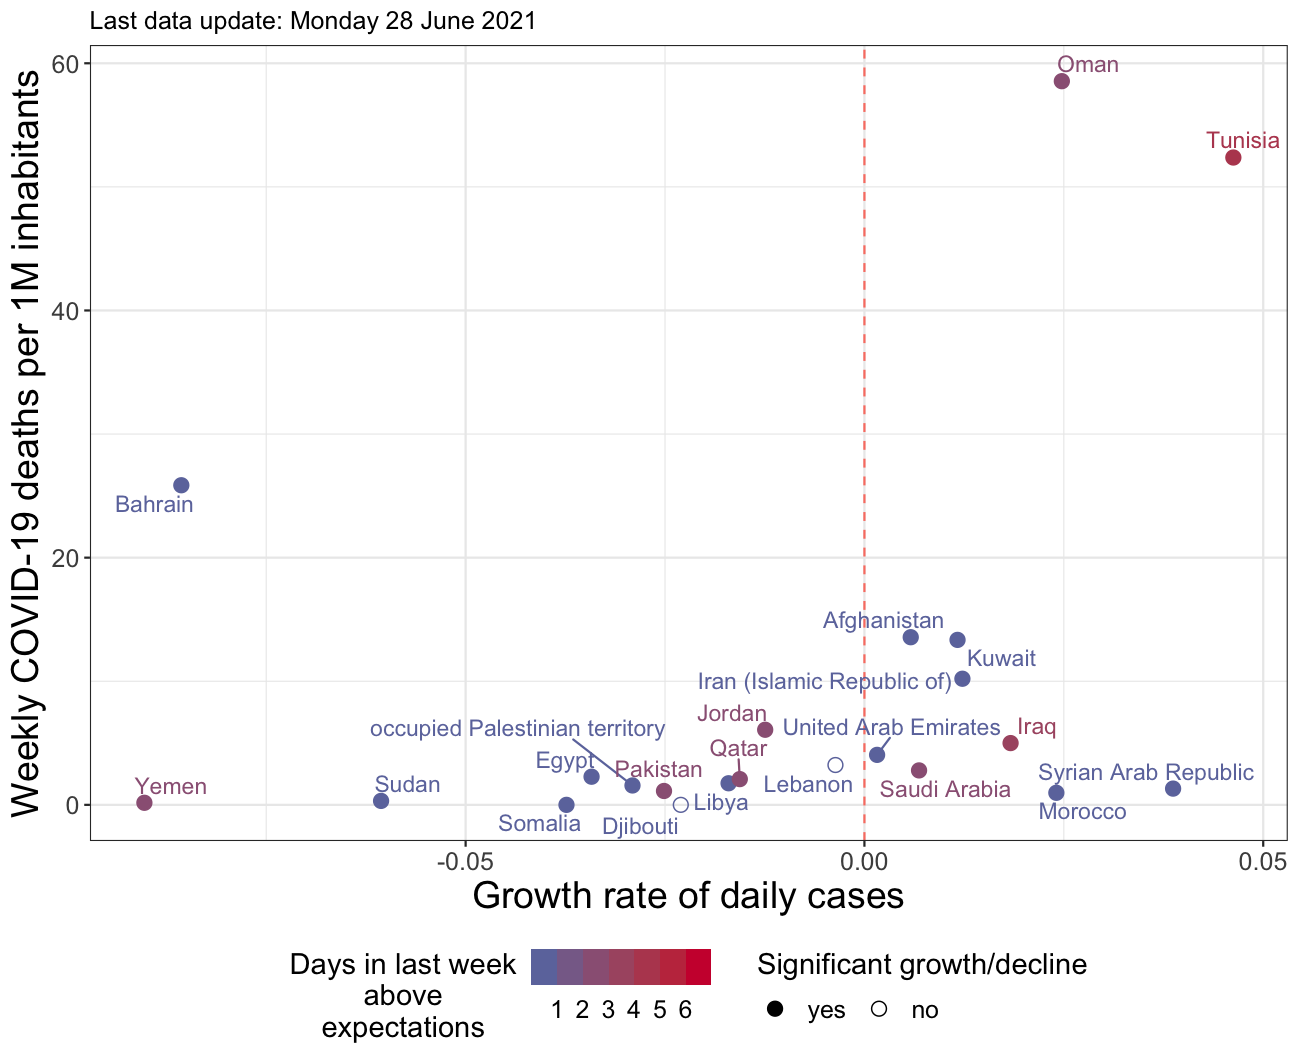 Last data update: Monday 28 June 2021
Weekly COVID-19 deaths per 1M inhabitants
60
40
20
0
Oman
Tunisia
Bahrain
Afghanistan
Kuwait
Iran (Islamic Republic of)
Jordan
occupied Palestinian territory
United Arab Emirates
Iraq
Qatar
Egypt
Pakistan
Syrian Arab Republic
Yemen
Sudan
Lebanon
Saudi Arabia
Libya
Morocco
Somalia
Djibouti
-0.05
0.00
0.05
Growth rate of daily cases
Days in last week
above
expectations
1 2 3 4 5 6
Significant growth/decline
yes
no